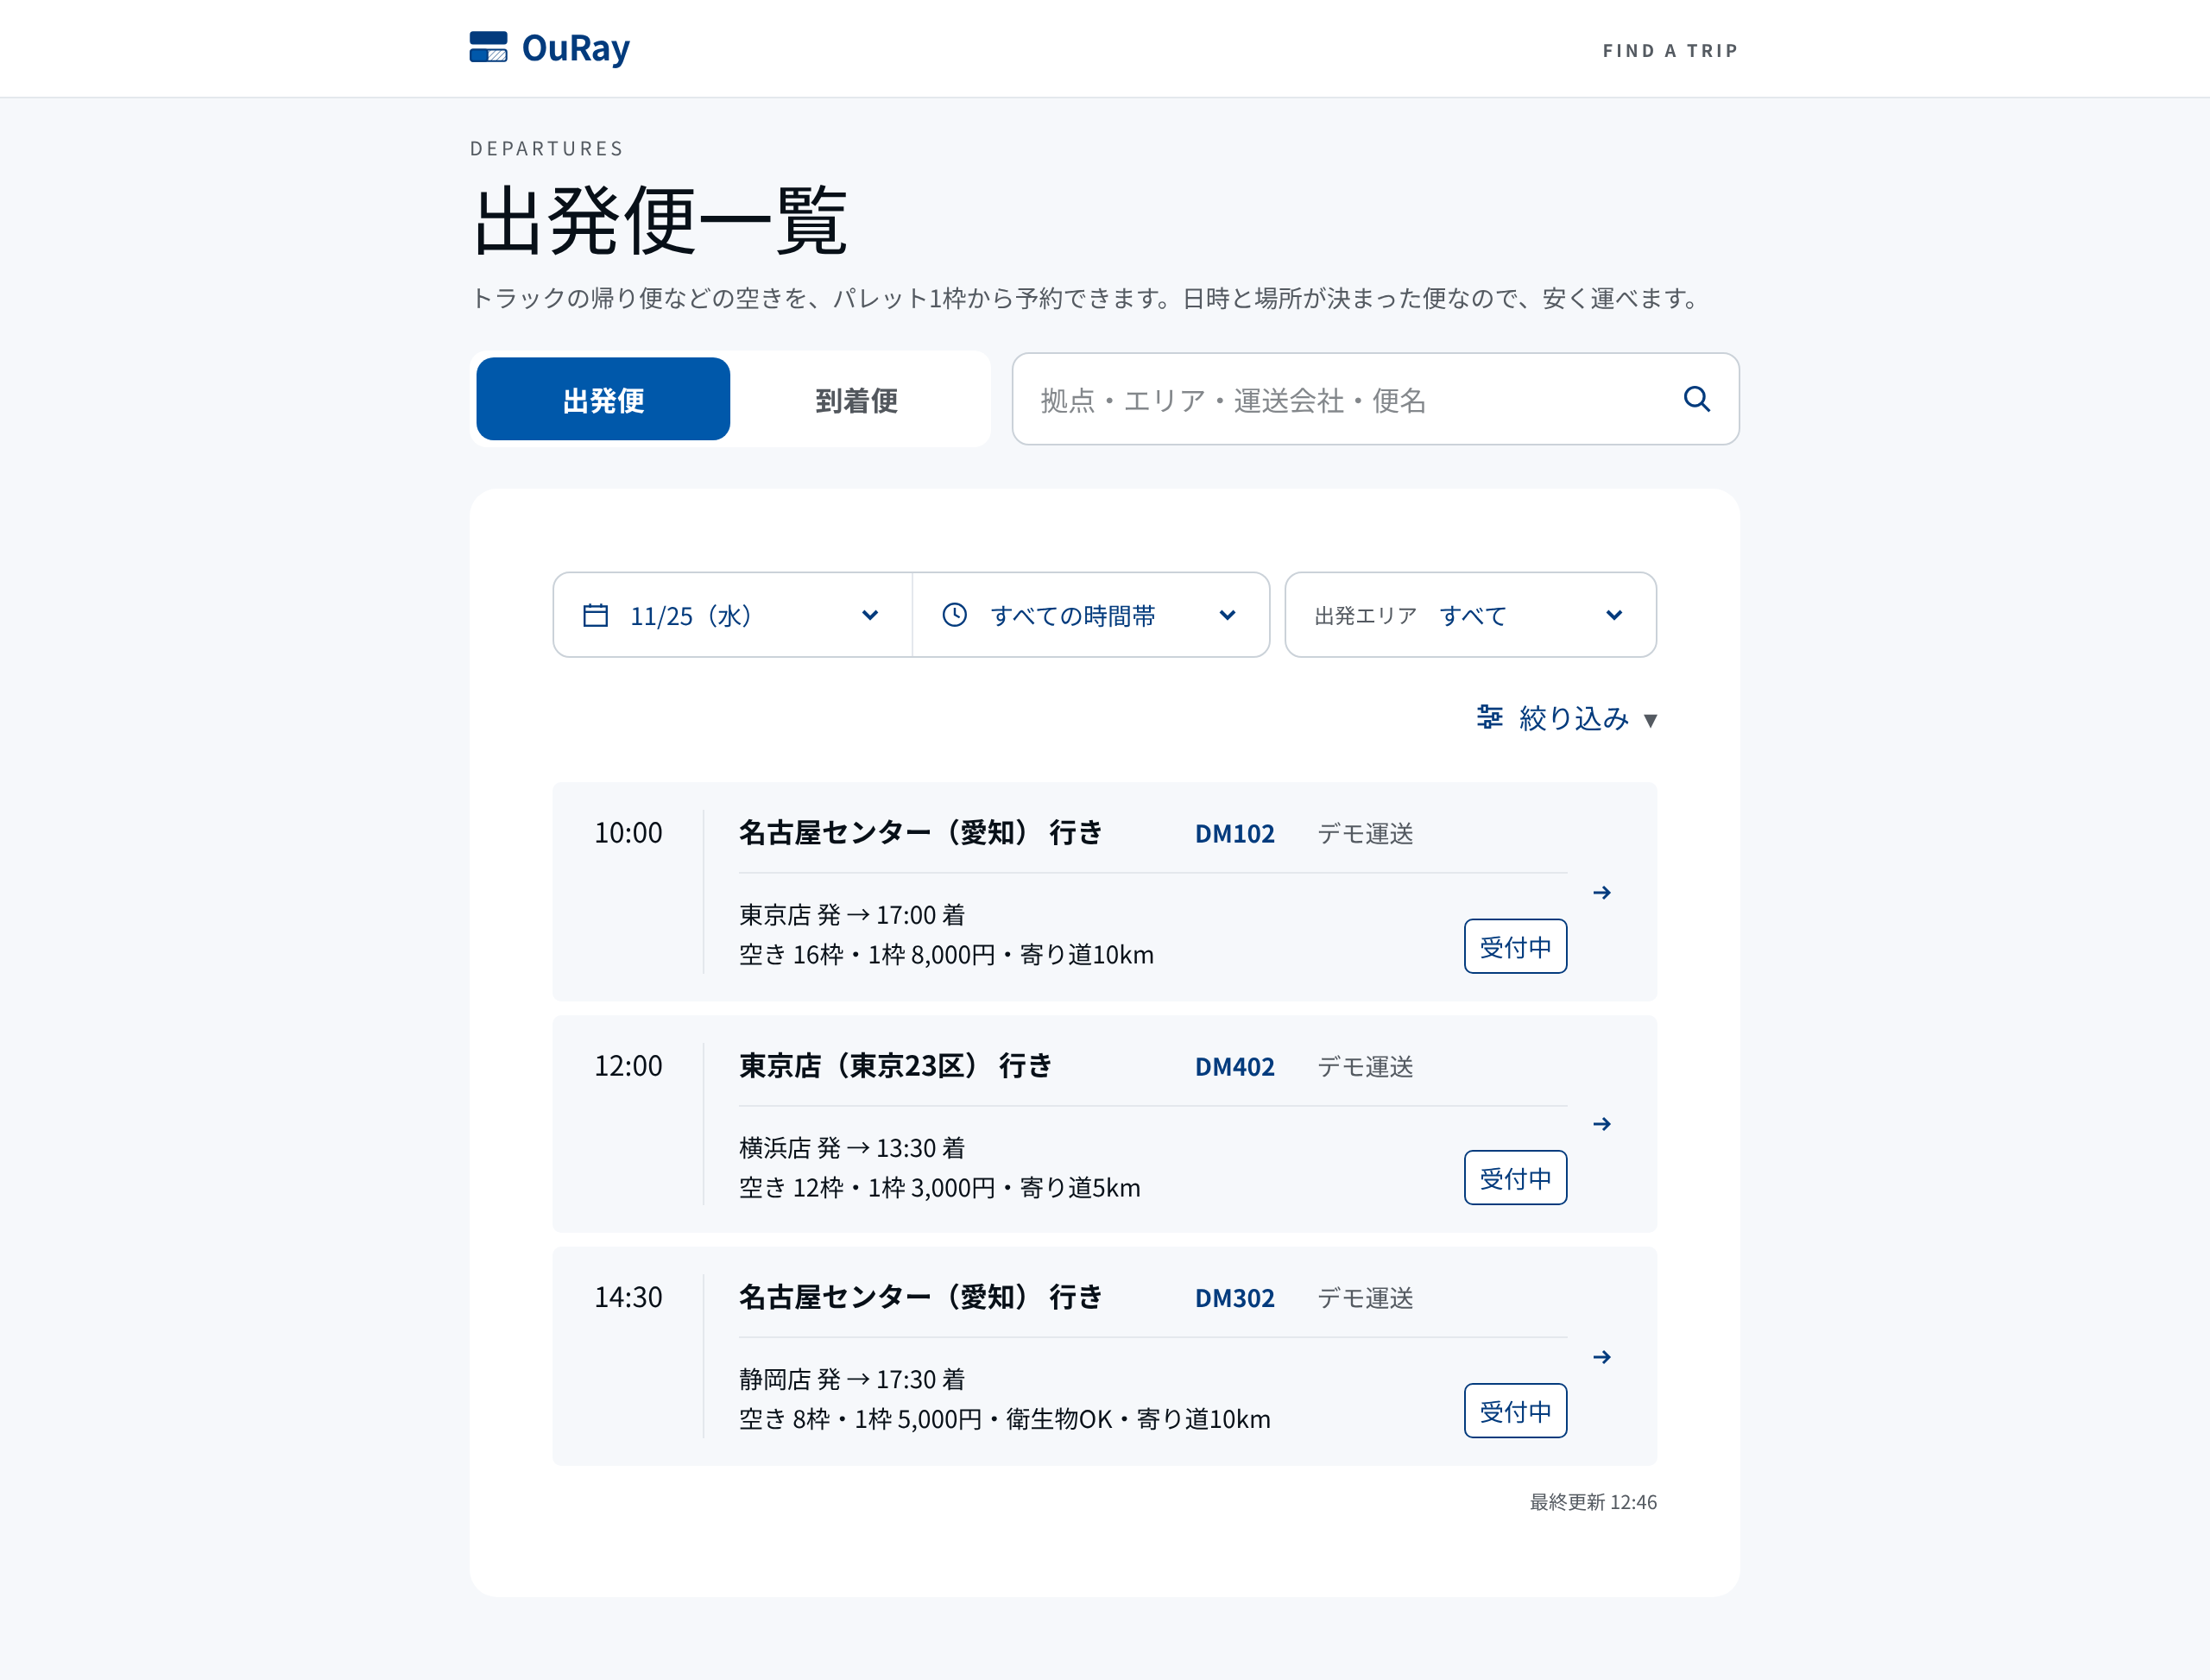 OuRay
FIND A TRIP
DEPARTURES
出発便一覧
トラックの帰り便などの空きを、パレット1枠から予約できます。日時と場所が決まった便なので、安く運べます。
出発便
到着便
拠点・エリア・運送会社・便名
11/25（水）
すべての時間帯
出発エリア すべて
絞り込み ▼
10:00
名古屋センター（愛知） 行き
DM102
デモ運送
東京店 発 → 17:00 着
空き 16枠・1枠 8,000円・寄り道10km
受付中
12:00
東京店（東京23区） 行き
DM402
デモ運送
横浜店 発 → 13:30 着
空き 12枠・1枠 3,000円・寄り道5km
受付中
14:30
名古屋センター（愛知） 行き
DM302
デモ運送
静岡店 発 → 17:30 着
空き 8枠・1枠 5,000円・衛生物OK・寄り道10km
受付中
最終更新 12:46